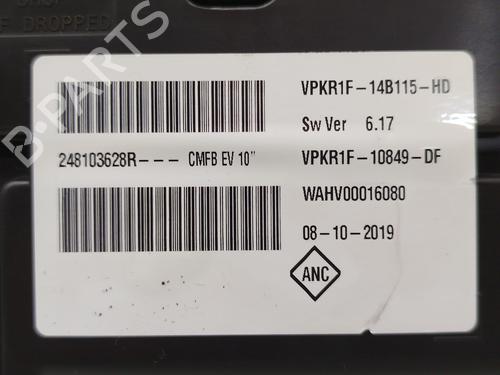 F DROPPED
VPKR1F-14B115-HD
Sw Ver 6.17
248103628R--- CMFB EV 10"
VPKR1F-10849-DF
WAHV00016080
08-10-2019
ANC
B-PARTS